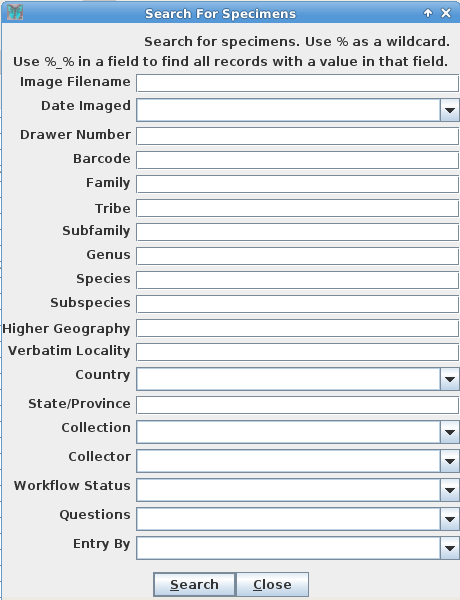 Search For Specimens
Search for specimens. Use % as a wildcard.
Use %_% in a field to find all records with a value in that field.
Image Filename
Date Imaged
Drawer Number
Barcode
Family
Tribe
Subfamily
Genus
Species
Subspecies
Higher Geography
Verbatim Locality
Country
State/Province
Collection
Collector
Workflow Status
Questions
Entry By
Search Close